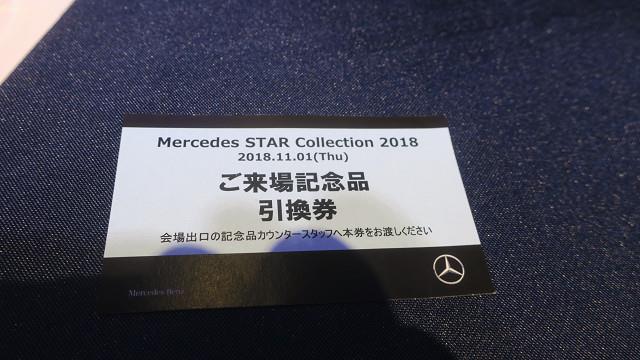 Mercedes STAR Collection 2018
2018.11.01(Thu)
ご来場記念品
引換券
会場出口の記念品カウンタースタッフへ本券をお渡しください
Mercedes-Benz